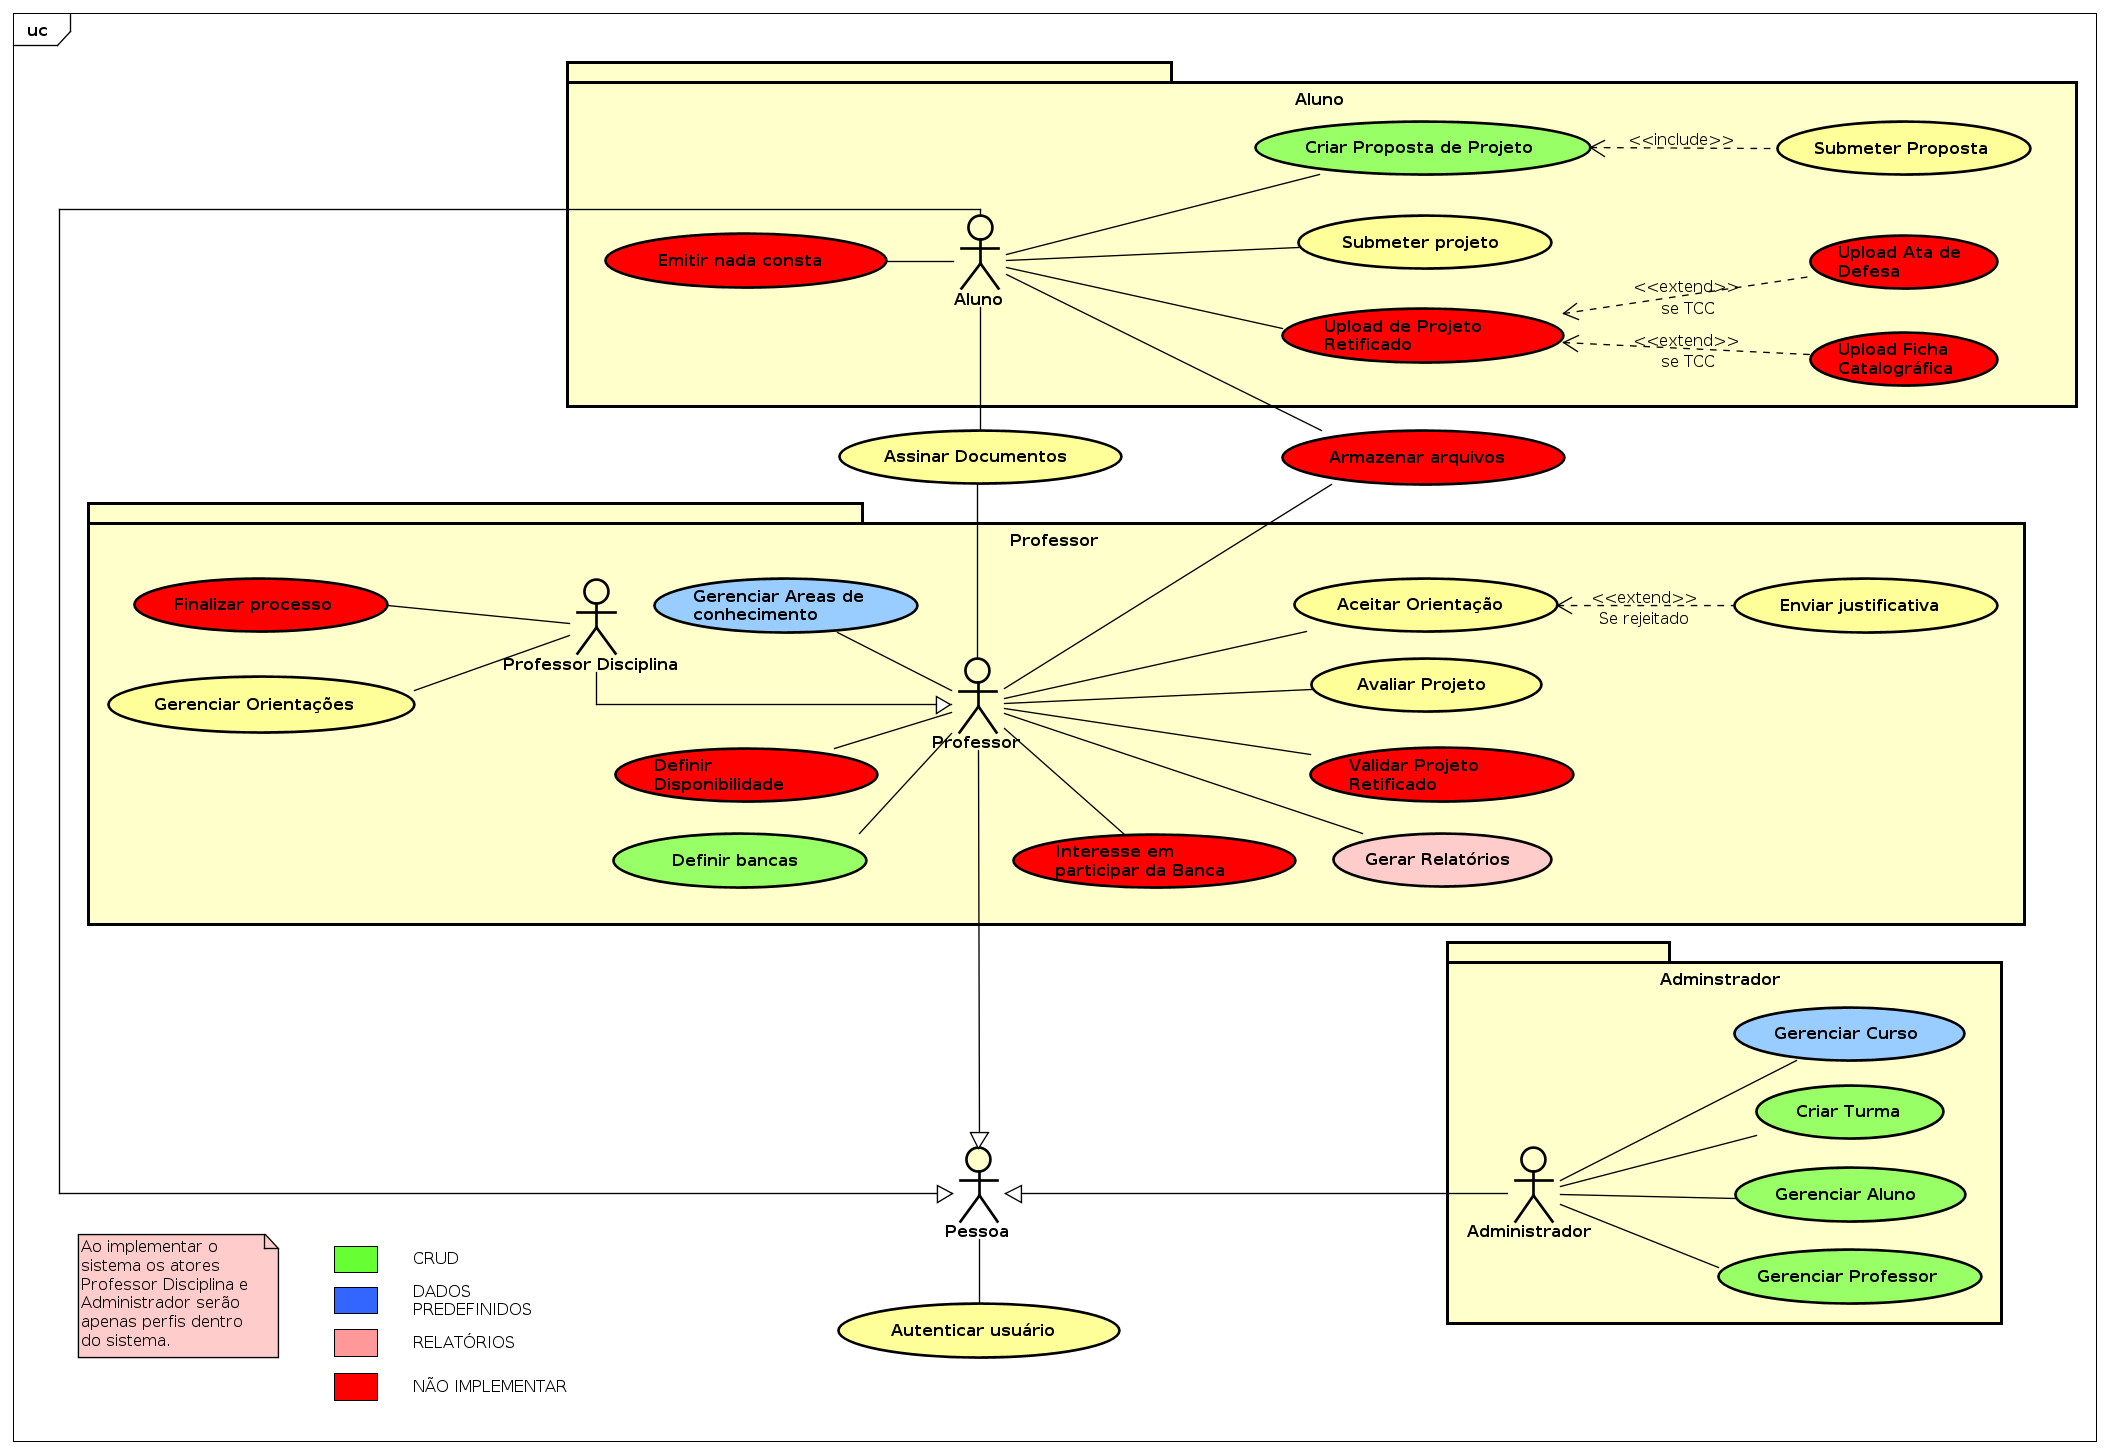 uc
Aluno
Criar Proposta de Projeto
<<include>>
Submeter Proposta
Submeter projeto
Emitir nada consta
Aluno
Upload Ata de
Defesa
<<extend>>
se TCC
Upload de Projeto
Retificado
<<extend>>
se TCC
Upload Ficha
Catalográfica
Assinar Documentos
Armazenar arquivos
Professor
Finalizar processo
Professor Disciplina
Gerenciar Areas de
conhecimento
Aceitar Orientação
<<extend>>
Se rejeitado
Enviar justificativa
Gerenciar Orientações
Professor
Avaliar Projeto
Definir
Disponibilidade
Validar Projeto
Retificado
Definir bancas
Interesse em
participar da Banca
Gerar Relatórios
Adminstrador
Gerenciar Curso
Criar Turma
Gerenciar Aluno
Administrador
Gerenciar Professor
Pessoa
Autenticar usuário
Ao implementar o
sistema os atores
Professor Disciplina e
Administrador serão
apenas perfis dentro
do sistema.
CRUD
DADOS
PREDEFINIDOS
RELATÓRIOS
NÃO IMPLEMENTAR